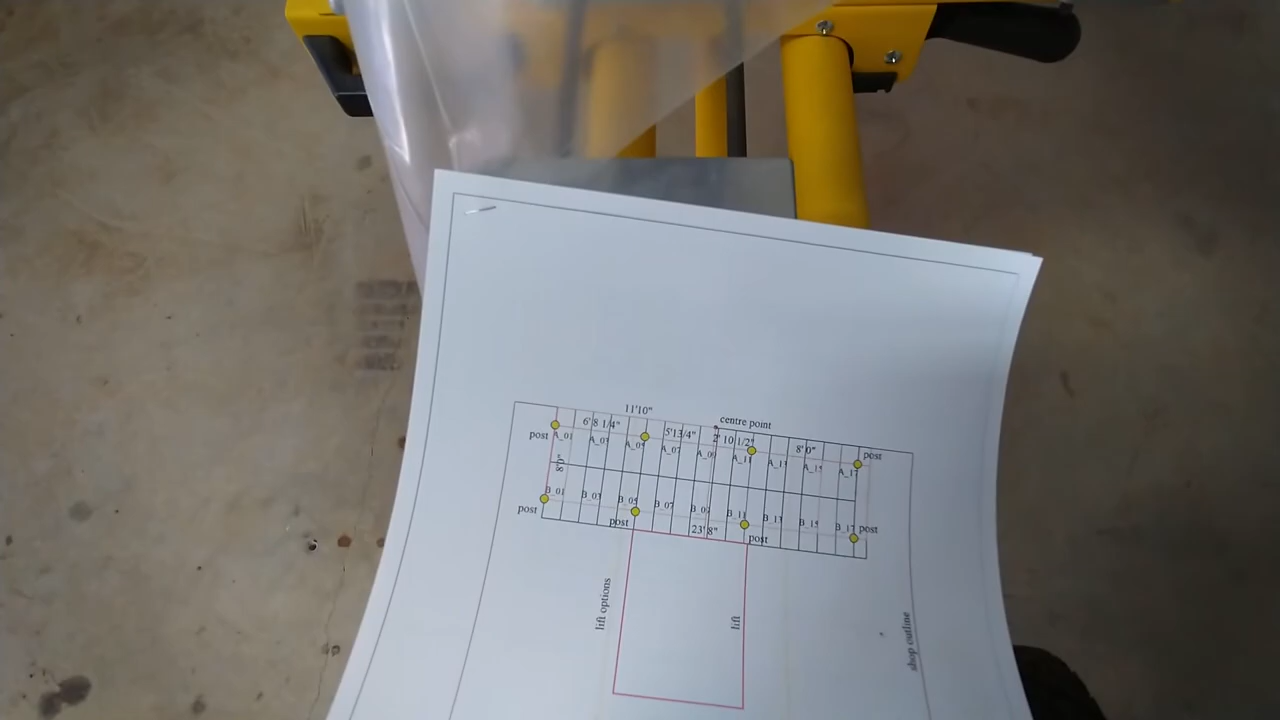 11'10"
centre point
6' 8 1/4"
5'13/4"
2' 10 1/2"
8' 0"
post
post
A_01
A_03
A_05
A_07
A_09
A_11
A_13
A_15
A_17
8'0"
B_01
B_03
B_05
B_07
B_09
B_11
B_13
B_15
B_17
post
post
post
23' 8"
post
lift options
lift
shop outline